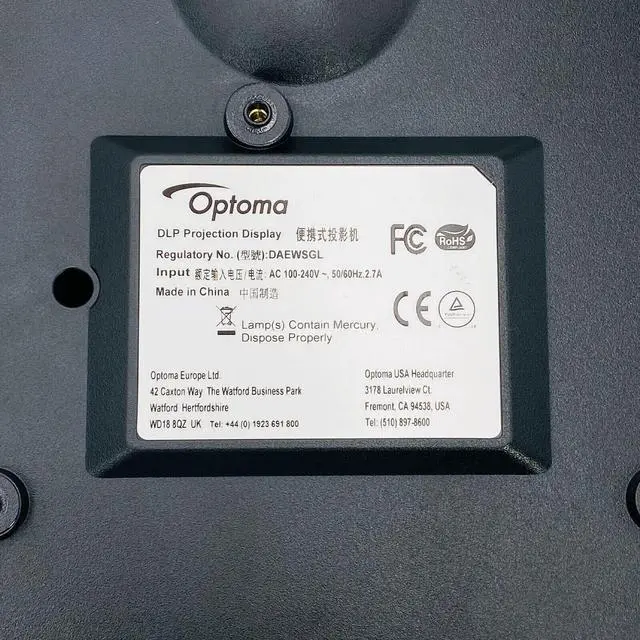 Optoma
DLP Projection Display 便携式投影机
Regulatory No. (型號):DAEWSGL
Input 额定输入电压/电流: AC 100-240V ~, 50/60Hz. 2.7A
Made in China 中国制造
FC
RoHS
CE
Lamp(s) Contain Mercury,
Dispose Properly
Optoma Europe Ltd.
42 Caxton Way The Watford Business Park
Watford Hertfordshire
WD18 8QZ UK Tel: +44 (0) 1923 691 800
Optoma USA Headquarter
3178 Laurelview Ct.
Fremont, CA 94538, USA
Tel: (510) 897-8600